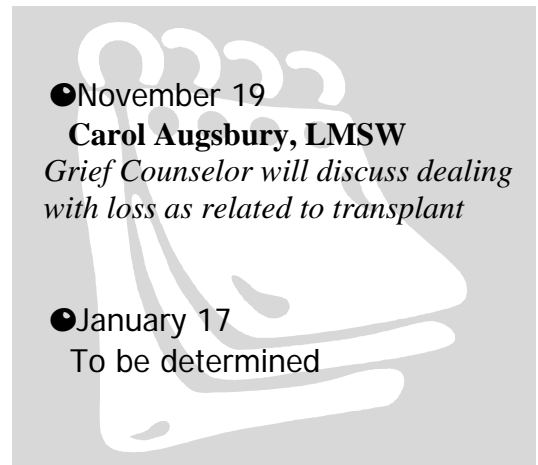 ●November 19
Carol Augsbury, LMSW
Grief Counselor will discuss dealing
with loss as related to transplant
●January 17
To be determined